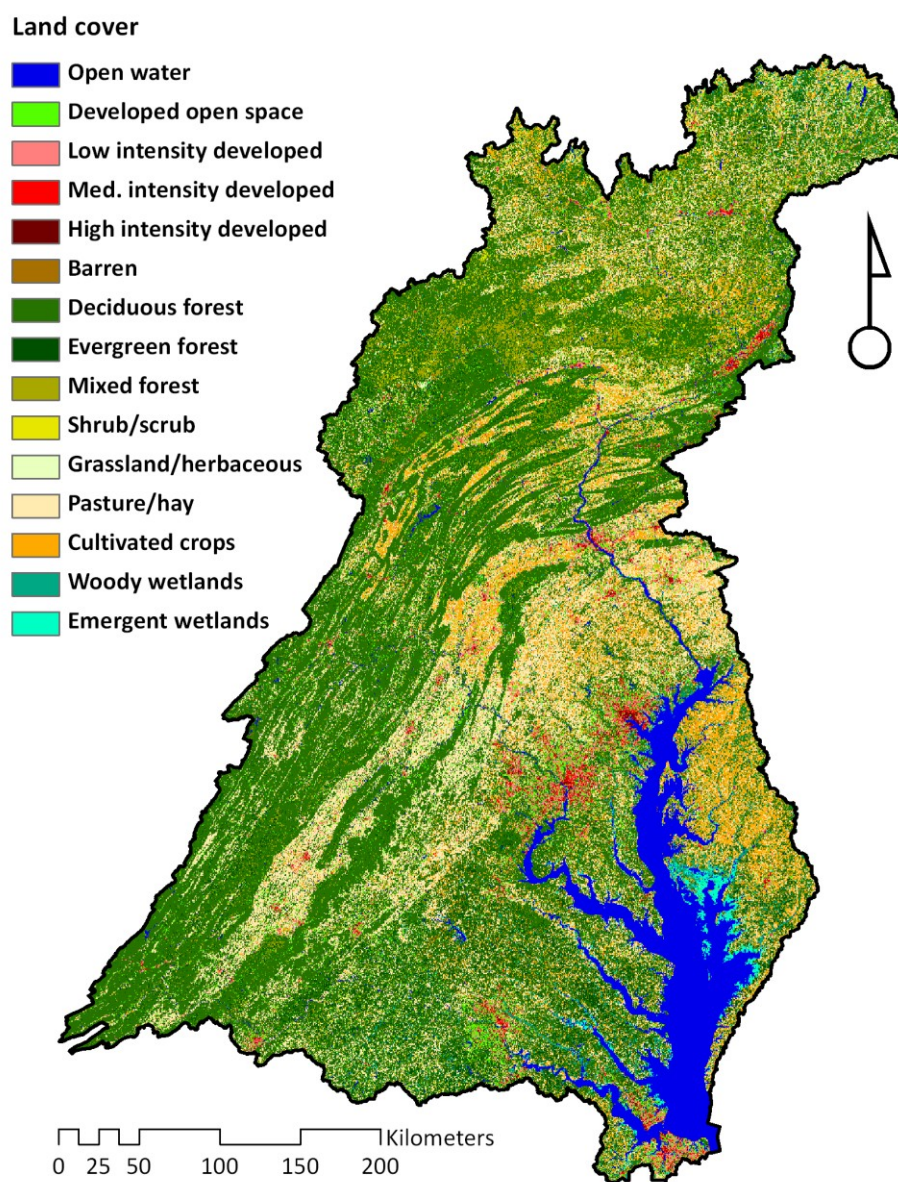 Land cover
Open water
Developed open space
Low intensity developed
Med. intensity developed
High intensity developed
Barren
Deciduous forest
Evergreen forest
Mixed forest
Shrub/scrub
Grassland/herbaceous
Pasture/hay
Cultivated crops
Woody wetlands
Emergent wetlands
Kilometers
0 25 50 100 150 200